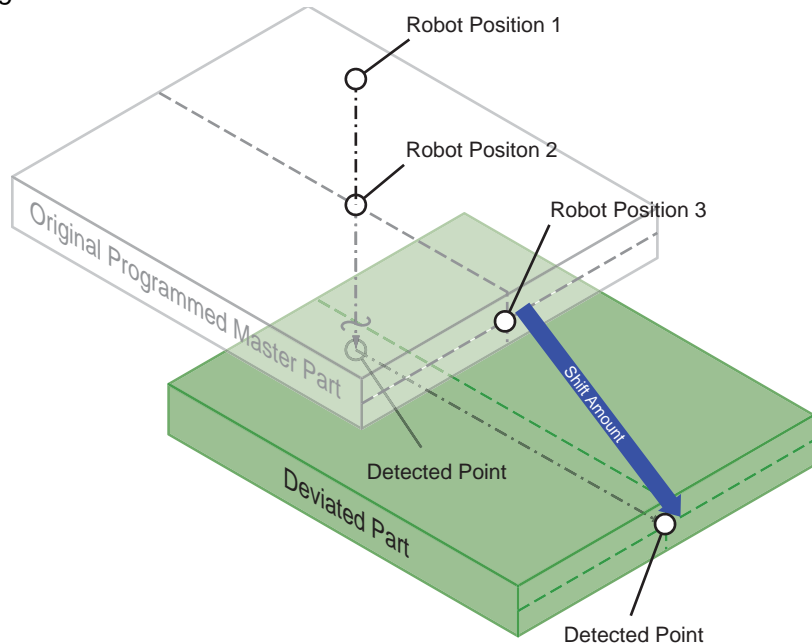 Robot Position 1
Robot Positon 2
Robot Position 3
Original Programmed Master Part
Shift Amount
Detected Point
Deviated Part
Detected Point